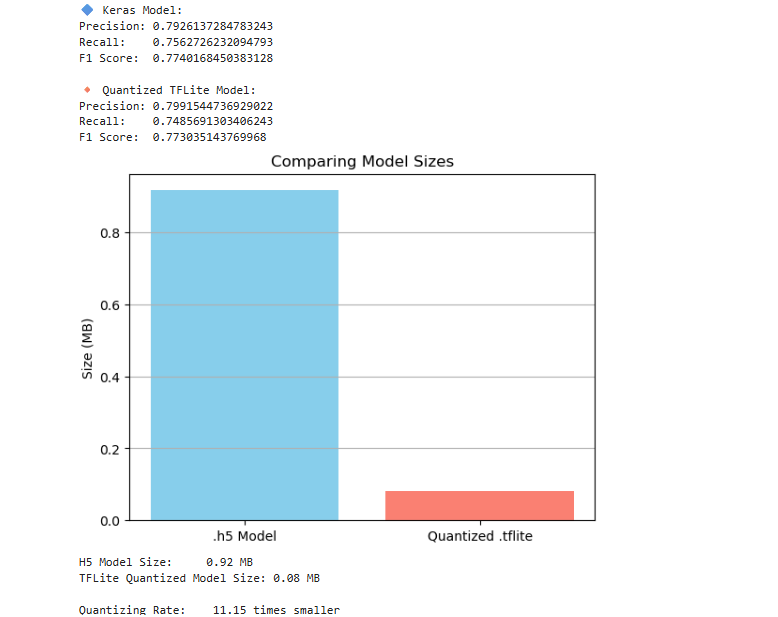 🔷 Keras Model:
Precision: 0.7926137284783243
Recall:    0.7562726232094793
F1 Score:  0.7740168450383128
🔸 Quantized TFLite Model:
Precision: 0.7991544736929022
Recall:    0.7485691303406243
F1 Score:  0.773035143769968
Comparing Model Sizes
Size (MB)
0.8
0.6
0.4
0.2
0.0
.h5 Model
Quantized .tflite
H5 Model Size:     0.92 MB
TFLite Quantized Model Size: 0.08 MB
Quantizing Rate:    11.15 times smaller